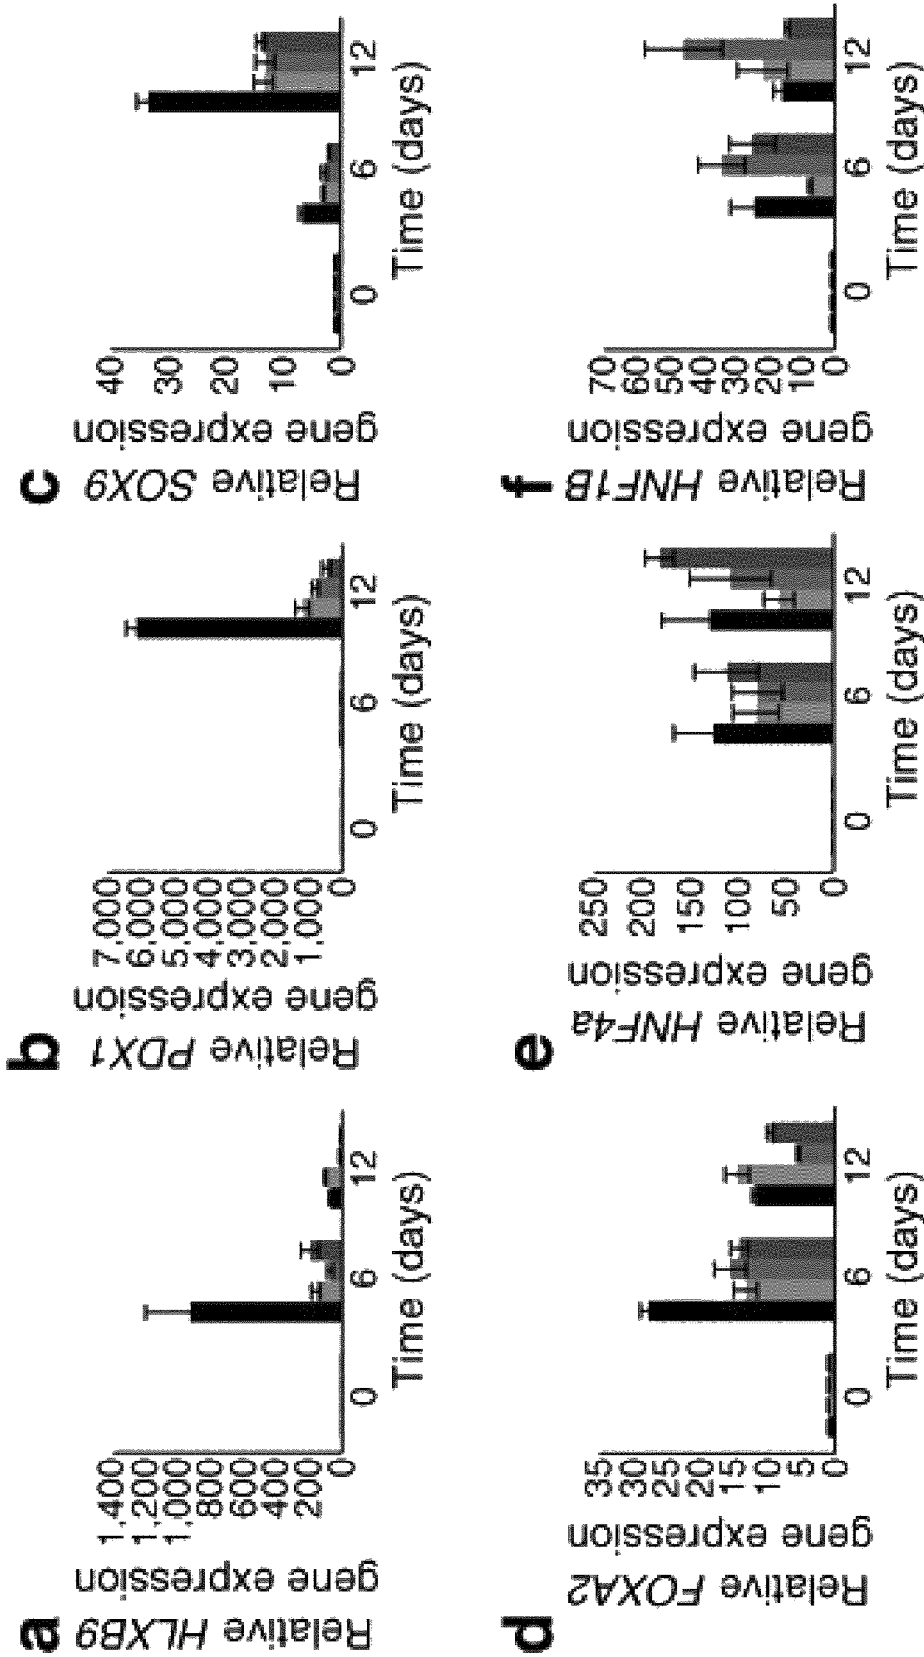 a
Relative HLXB9
gene expression
1,400
1,200
1,000
800
600
400
200
0
0 6 12
Time (days)
b
Relative PDX1
gene expression
7,000
6,000
5,000
4,000
3,000
2,000
1,000
0
0 6 12
Time (days)
c
Relative SOX9
gene expression
40
30
20
10
0
0 6 12
Time (days)
d
Relative FOXA2
gene expression
35
30
25
20
15
10
5
0
0 6 12
Time (days)
e
Relative HNF4a
gene expression
250
200
150
100
50
0
0 6 12
Time (days)
f
Relative HNF1B
gene expression
70
60
50
40
30
20
10
0
0 6 12
Time (days)